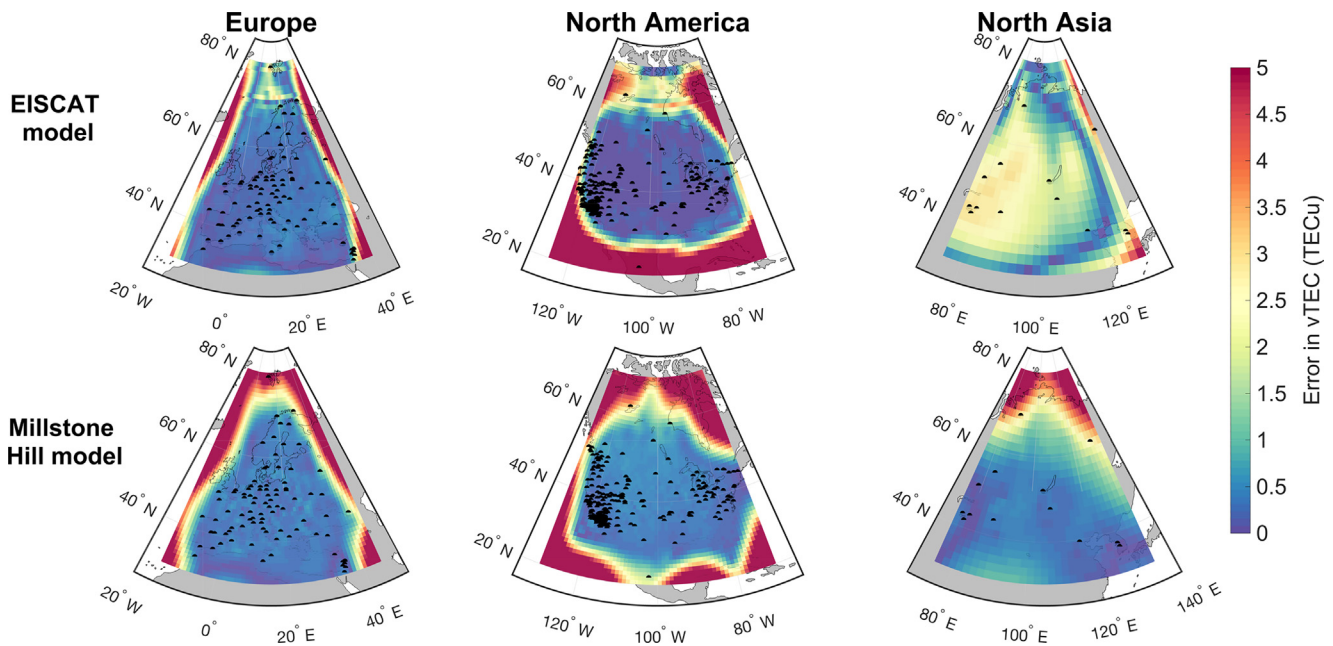 Europe
North America
North Asia
EISCAT
model
80° N
60° N
40° N
20° W
0°
20° E
40° E
60° N
40° N
20° N
120° W
100° W
80° W
80° N
60° N
40° N
80° E
100° E
120° E
Millstone
Hill model
80° N
60° N
40° N
20° W
0°
20° E
40° E
60° N
40° N
20° N
120° W
100° W
80° W
80° N
60° N
40° N
80° E
100° E
120° E
140° E
5
4.5
4
3.5
3
2.5
2
1.5
1
0.5
0
Error in vTEC (TECu)